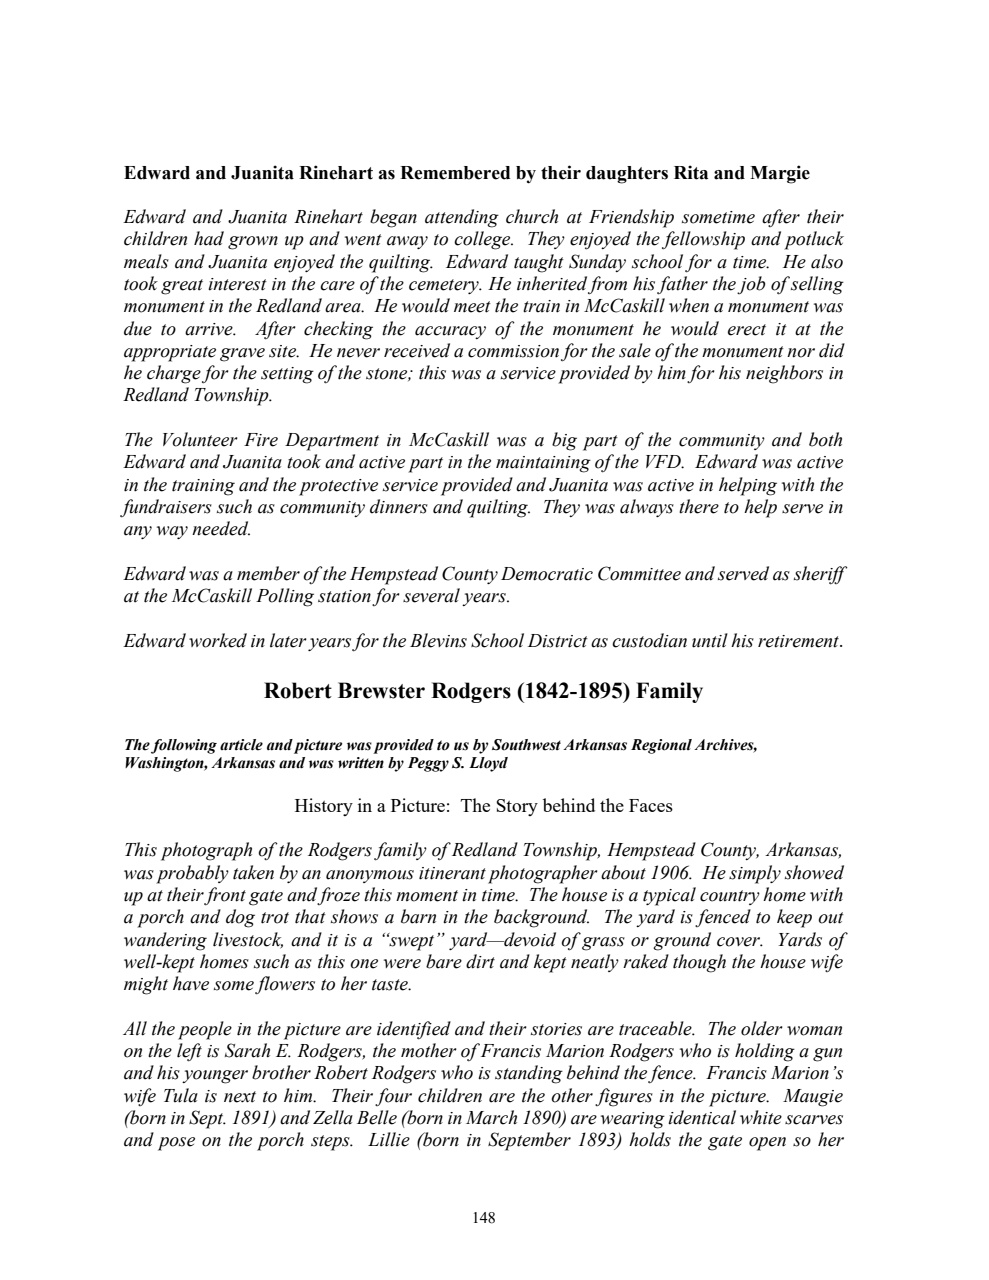 Edward and Juanita Rinehart as Remembered by their daughters Rita and Margie
Edward and Juanita Rinehart began attending church at Friendship sometime after their
children had grown up and went away to college. They enjoyed the fellowship and potluck
meals and Juanita enjoyed the quilting. Edward taught Sunday school for a time. He also
took great interest in the care of the cemetery. He inherited from his father the job of selling
monument in the Redland area. He would meet the train in McCaskill when a monument was
due to arrive. After checking the accuracy of the monument he would erect it at the
appropriate grave site. He never received a commission for the sale of the monument nor did
he charge for the setting of the stone; this was a service provided by him for his neighbors in
Redland Township.
The Volunteer Fire Department in McCaskill was a big part of the community and both
Edward and Juanita took and active part in the maintaining of the VFD. Edward was active
in the training and the protective service provided and Juanita was active in helping with the
fundraisers such as community dinners and quilting. They was always there to help serve in
any way needed.
Edward was a member of the Hempstead County Democratic Committee and served as sheriff
at the McCaskill Polling station for several years.
Edward worked in later years for the Blevins School District as custodian until his retirement.
Robert Brewster Rodgers (1842-1895) Family
The following article and picture was provided to us by Southwest Arkansas Regional Archives,
Washington, Arkansas and was written by Peggy S. Lloyd
History in a Picture: The Story behind the Faces
This photograph of the Rodgers family of Redland Township, Hempstead County, Arkansas,
was probably taken by an anonymous itinerant photographer about 1906. He simply showed
up at their front gate and froze this moment in time. The house is a typical country home with
a porch and dog trot that shows a barn in the background. The yard is fenced to keep out
wandering livestock, and it is a “swept” yard—devoid of grass or ground cover. Yards of
well-kept homes such as this one were bare dirt and kept neatly raked though the house wife
might have some flowers to her taste.
All the people in the picture are identified and their stories are traceable. The older woman
on the left is Sarah E. Rodgers, the mother of Francis Marion Rodgers who is holding a gun
and his younger brother Robert Rodgers who is standing behind the fence. Francis Marion’s
wife Tula is next to him. Their four children are the other figures in the picture. Maugie
(born in Sept. 1891) and Zella Belle (born in March 1890) are wearing identical white scarves
and pose on the porch steps. Lillie (born in September 1893) holds the gate open so her
148